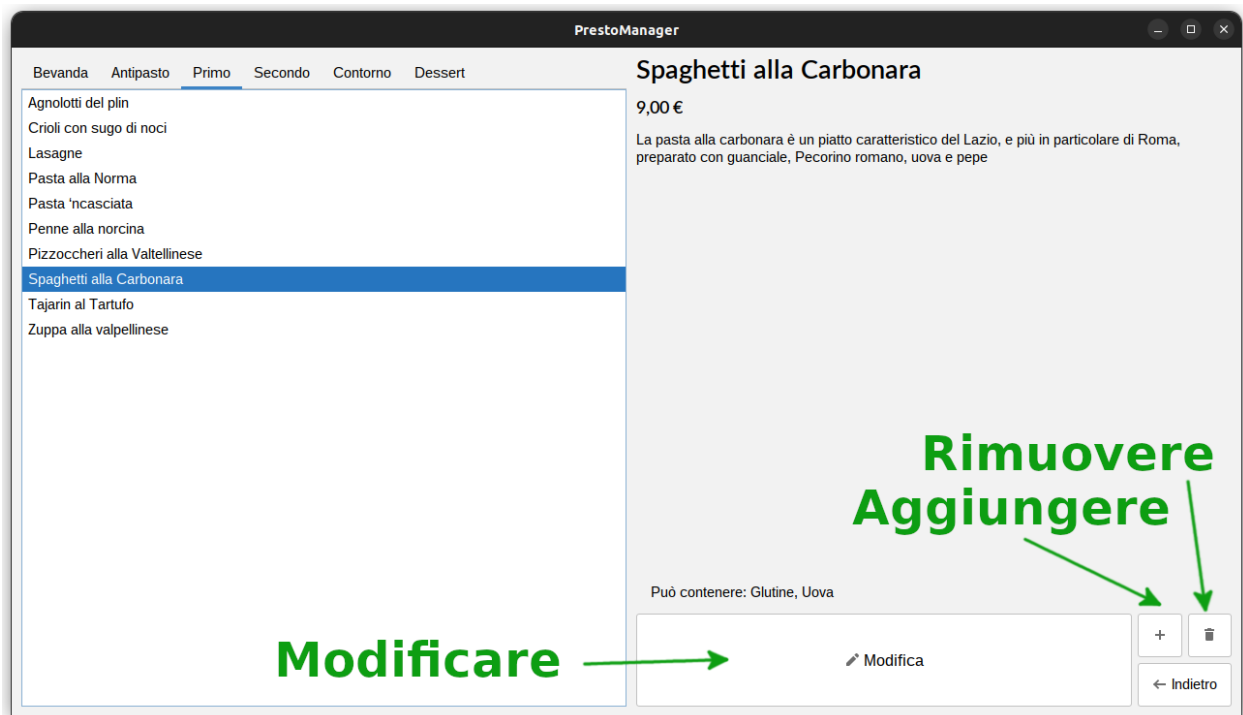 PrestoManager
Bevanda Antipasto Primo Secondo Contorno Dessert
Agnolotti del plin
Crioli con sugo di noci
Lasagne
Pasta alla Norma
Pasta ‘ncasciata
Penne alla norcina
Pizzoccheri alla Valtellinese
Spaghetti alla Carbonara
Tajarin al Tartufo
Zuppa alla valpellinese
Spaghetti alla Carbonara
9,00 €
La pasta alla carbonara è un piatto caratteristico del Lazio, e più in particolare di Roma,
preparato con guanciale, Pecorino romano, uova e pepe
Rimuovere
Aggiungere
Può contenere: Glutine, Uova
Modificare
Modifica
Indietro